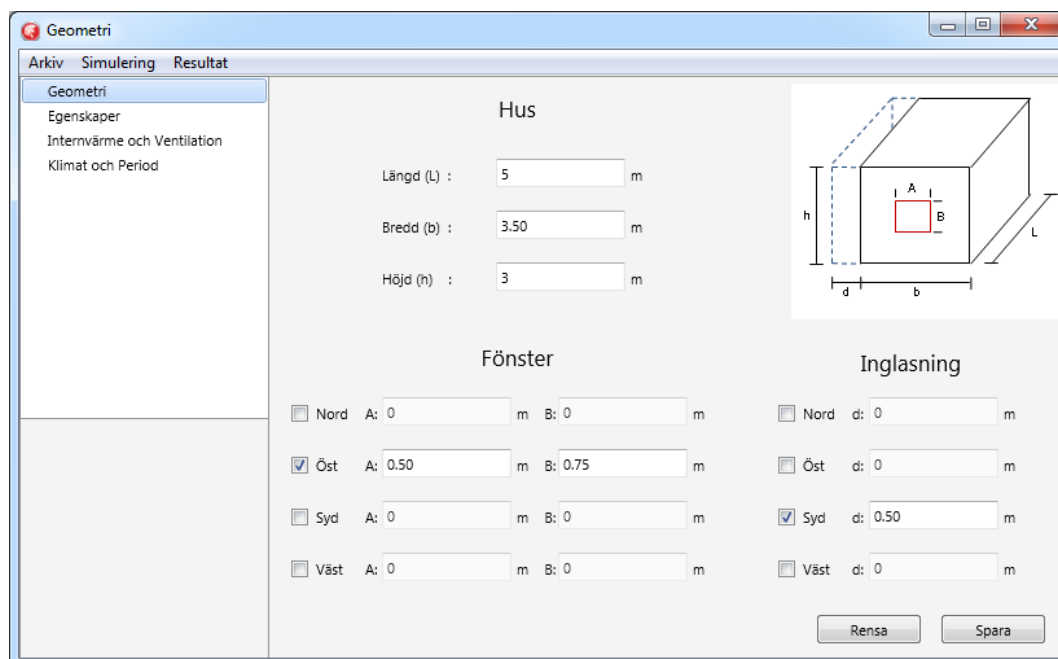 Geometri
Arkiv Simulering Resultat
Geometri
Egenskaper
Internvärme och Ventilation
Klimat och Period
Hus
Längd (L) : 5 m
Bredd (b) : 3.50 m
Höjd (h) : 3 m
A
B
h
L
d b
Fönster
Nord A: 0 m B: 0 m
Öst A: 0.50 m B: 0.75 m
Syd A: 0 m B: 0 m
Väst A: 0 m B: 0 m
Inglasning
Nord d: 0 m
Öst d: 0 m
Syd d: 0.50 m
Väst d: 0 m
Rensa Spara